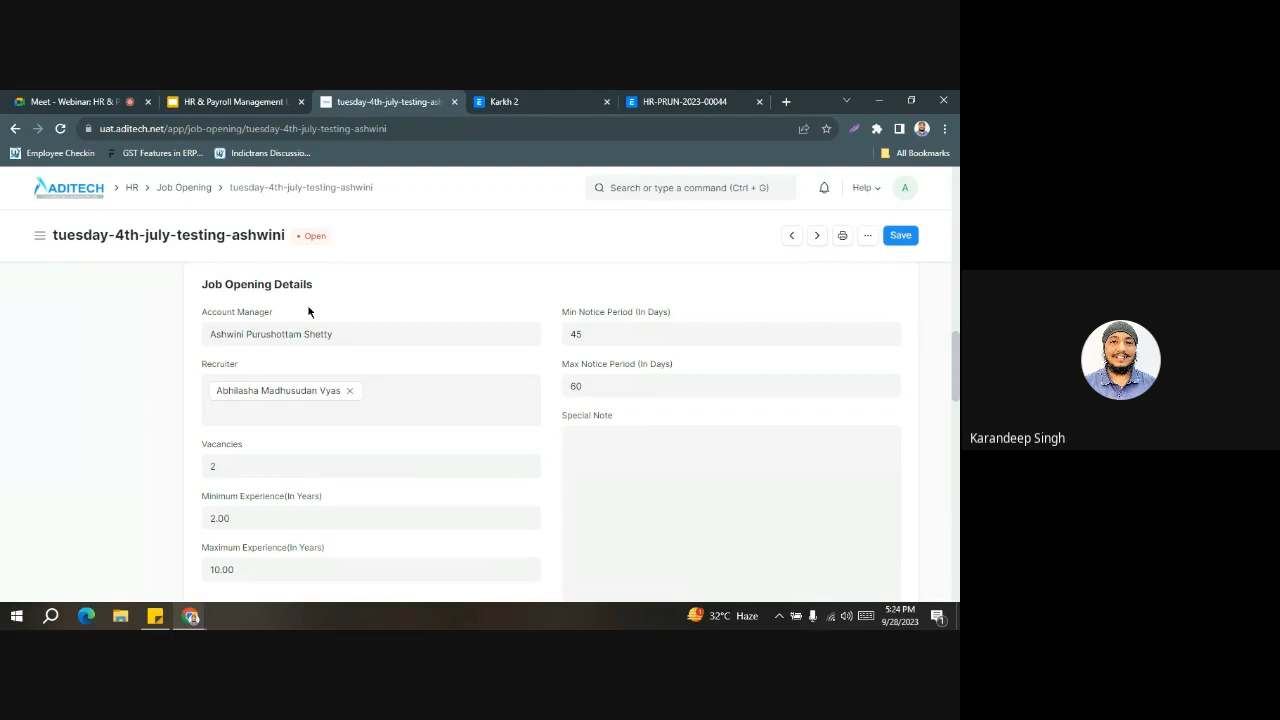 Meet - Webinar: HR & P
HR & Payroll Management
tuesday-4th-july-testing-ash
Karkh 2
HR-PRUN-2023-00044
uat.aditech.net/app/job-opening/tuesday-4th-july-testing-ashwini
Employee Checkin
GST Features in ERP...
Indictrans Discussio...
All Bookmarks
ADITECH
HR
Job Opening
tuesday-4th-july-testing-ashwini
Search or type a command (Ctrl + G)
Help
A
tuesday-4th-july-testing-ashwini
Open
Save
Job Opening Details
Account Manager
Ashwini Purushottam Shetty
Min Notice Period (In Days)
45
Recruiter
Abhilasha Madhusudan Vyas
Max Notice Period (In Days)
60
Special Note
Vacancies
2
Minimum Experience(In Years)
2.00
Maximum Experience(In Years)
10.00
Karandeep Singh
32°C Haze
5:24 PM
9/28/2023